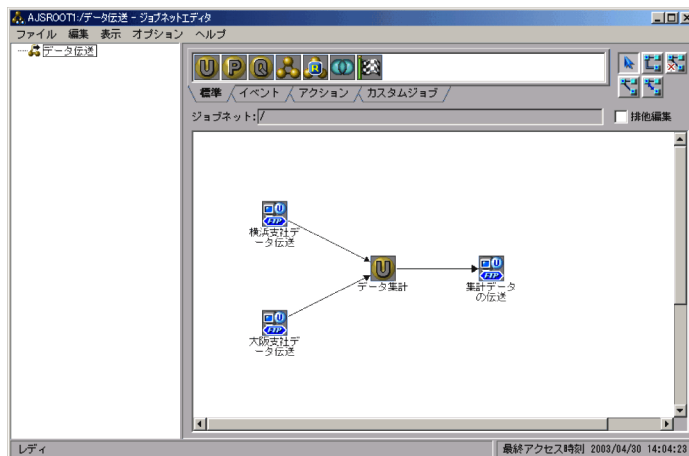 AJSROOT1:/データ伝送 - ジョブネットエディタ
ファイル 編集 表示 オプション ヘルプ
データ伝送
U P Q R
標準 イベント アクション カスタムジョブ
ジョブネット: /
排他編集
U
FTP
横浜支社デ
ータ伝送
U
データ集計
U
FTP
集計データ
の伝送
U
FTP
大阪支社デ
ータ伝送
レディ
最終アクセス時刻 2003/04/30 14:04:23